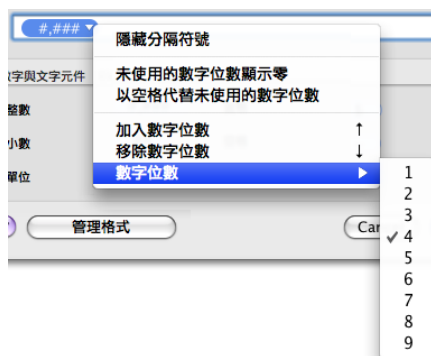 #,###
隱藏分隔符號
字與文字元件
未使用的數字位數顯示零
以空格代替未使用的數字位數
整數
加入數字位數 ↑
小數
移除數字位數 ↓
單位
數字位數 ▶
1
2
管理格式
Car
3
✓ 4
5
6
7
8
9